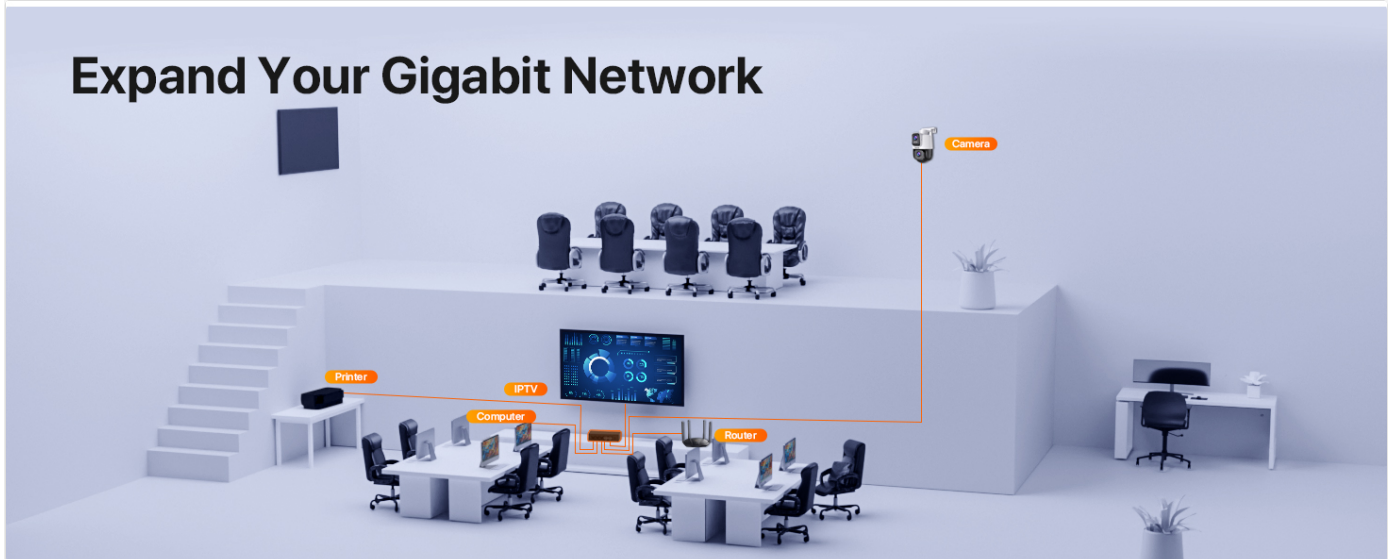 Expand Your Gigabit Network
Camera
Printer
IPTV
Computer
Router